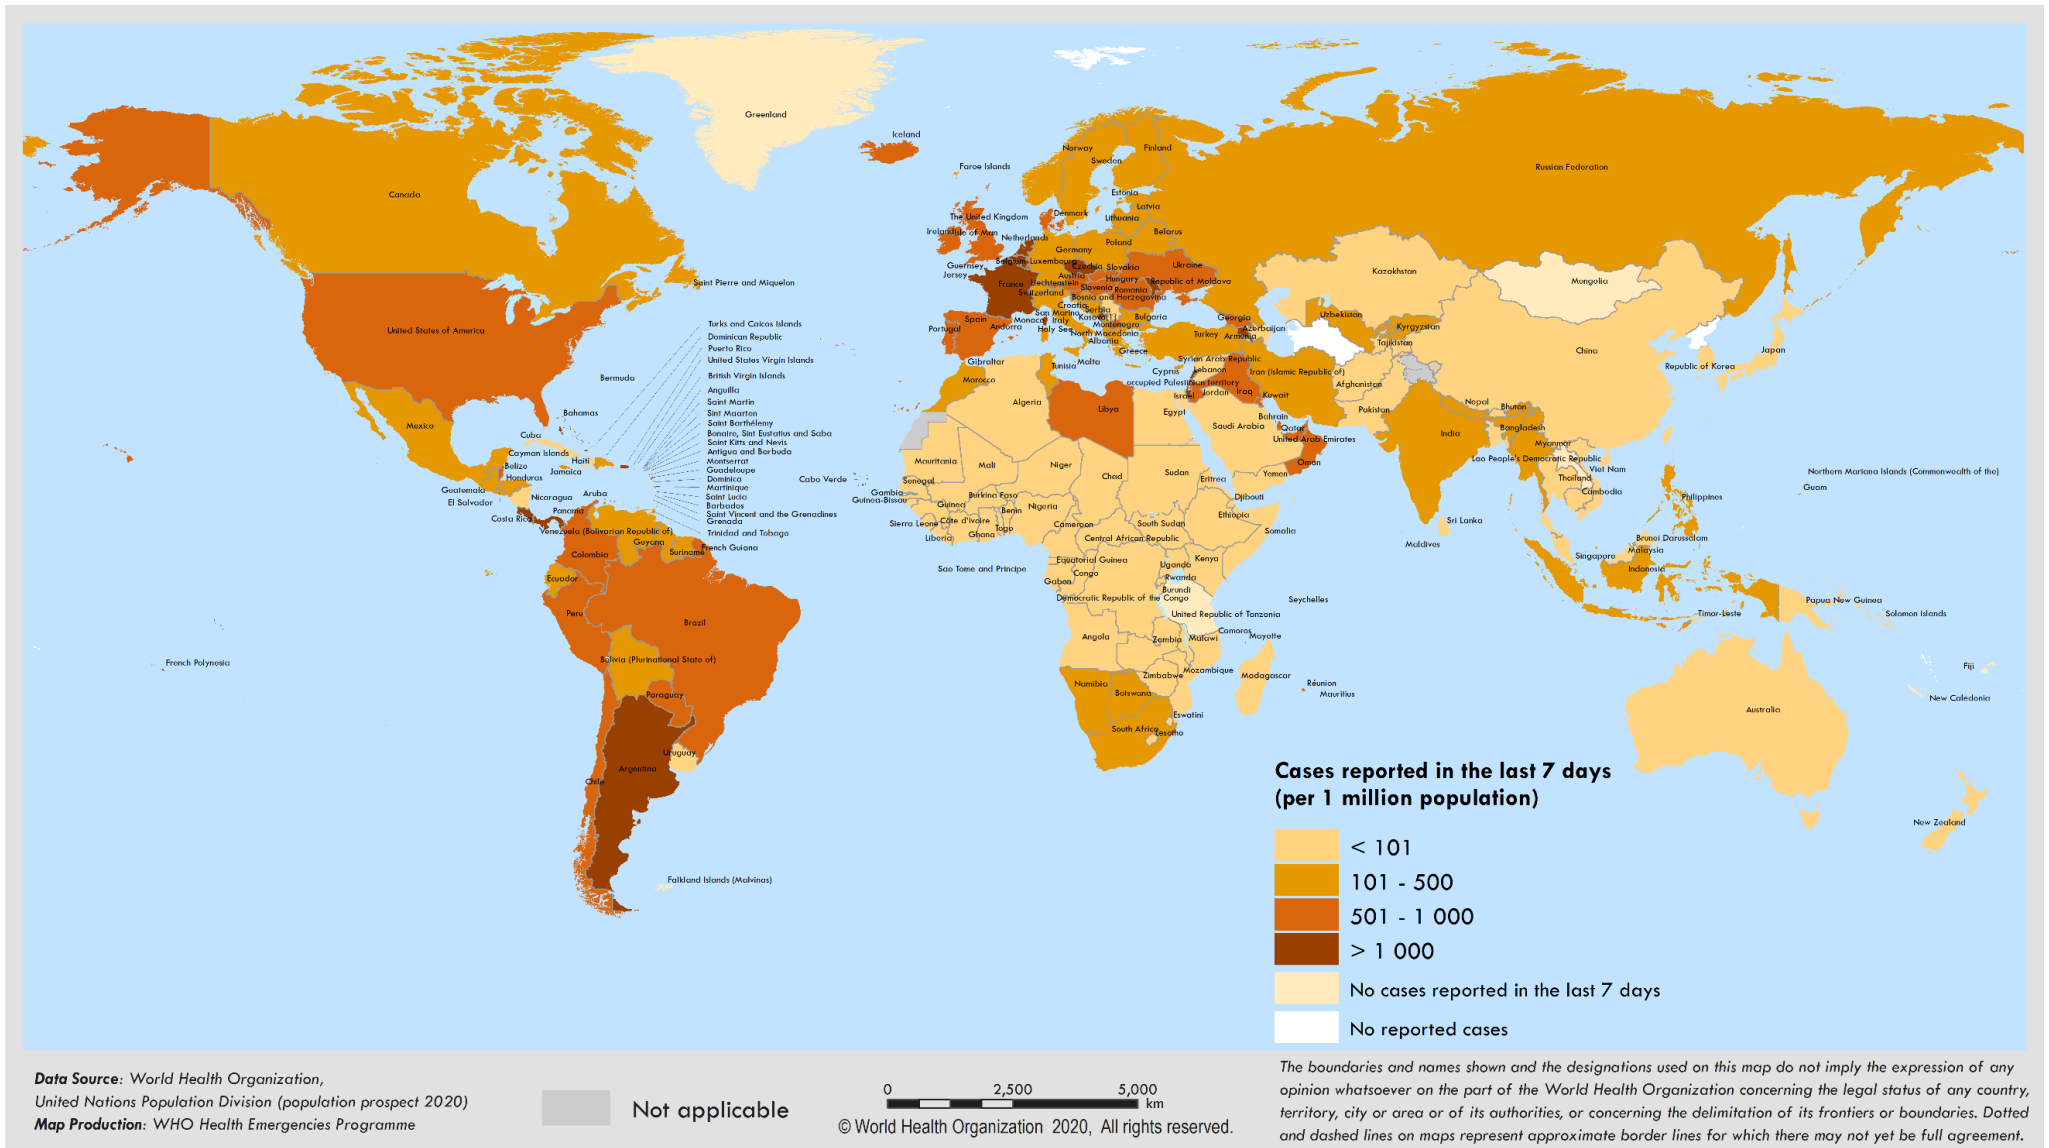 Greenland
Iceland
Faroe Islands
Norway
Sweden
Finland
Russian Federation
Canada
Estonia
Latvia
Lithuania
Denmark
The United Kingdom
Ireland
Isle of Man
Netherlands
Belarus
Poland
Germany
Guernsey
Jersey
Belgium
Luxembourg
Czechia
Slovakia
Ukraine
Kazakhstan
Mongolia
Austria
Hungary
Republic of Moldova
France
Liechtenstein
Switzerland
Slovenia
Romania
Bosnia and Herzegovina
Croatia
Serbia
San Marino
Saint Pierre and Miquelon
Monaco
Italy
Kosovo[1]
Bulgaria
Georgia
Uzbekistan
Spain
Portugal
Andorra
Holy See
Montenegro
North Macedonia
Albania
Greece
Turkey
Armenia
Azerbaijan
Kyrgyzstan
Tajikistan
China
Japan
Republic of Korea
United States of America
Turks and Caicos Islands
Dominican Republic
Puerto Rico
United States Virgin Islands
British Virgin Islands
Anguilla
Saint Martin
Sint Maarten
Saint Barthélemy
Bonaire, Sint Eustatius and Saba
Saint Kitts and Nevis
Antigua and Barbuda
Montserrat
Guadeloupe
Dominica
Martinique
Saint Lucia
Barbados
Saint Vincent and the Grenadines
Grenada
Trinidad and Tobago
Bermuda
Bahamas
Mexico
Cuba
Cayman Islands
Haiti
Jamaica
Belize
Honduras
Guatemala
El Salvador
Nicaragua
Aruba
Costa Rica
Panama
Venezuela (Bolivarian Republic of)
Guyana
Suriname
French Guiana
Colombia
Ecuador
Peru
Brazil
Bolivia (Plurinational State of)
Paraguay
Uruguay
Argentina
Chile
Falkland Islands (Malvinas)
French Polynesia
Gibraltar
Malta
Tunisia
Morocco
Algeria
Libya
Egypt
Cyprus
Syrian Arab Republic
Lebanon
occupied Palestinian territory
Israel
Jordan
Iraq
Iran (Islamic Republic of)
Kuwait
Afghanistan
Pakistan
Bahrain
Qatar
Saudi Arabia
United Arab Emirates
Oman
Yemen
Nepal
Bhutan
India
Bangladesh
Myanmar
Lao People's Democratic Republic
Viet Nam
Thailand
Cambodia
Philippines
Northern Mariana Islands (Commonwealth of the)
Guam
Sri Lanka
Maldives
Brunei Darussalam
Malaysia
Singapore
Indonesia
Timor-Leste
Papua New Guinea
Solomon Islands
Fiji
New Caledonia
Australia
New Zealand
Cabo Verde
Mauritania
Mali
Niger
Chad
Sudan
Eritrea
Senegal
Gambia
Guinea-Bissau
Guinea
Burkina Faso
Benin
Nigeria
Djibouti
Ethiopia
Somalia
Sierra Leone
Côte d'Ivoire
Togo
Ghana
Liberia
Cameroon
South Sudan
Central African Republic
Sao Tome and Principe
Equatorial Guinea
Congo
Gabon
Uganda
Kenya
Rwanda
Burundi
Democratic Republic of the Congo
United Republic of Tanzania
Seychelles
Comoros
Mayotte
Angola
Zambia
Malawi
Mozambique
Zimbabwe
Madagascar
Réunion
Mauritius
Namibia
Botswana
Eswatini
South Africa
Lesotho
Cases reported in the last 7 days
(per 1 million population)
< 101
101 - 500
501 - 1 000
> 1 000
No cases reported in the last 7 days
No reported cases
Data Source: World Health Organization,
United Nations Population Division (population prospect 2020)
Map Production: WHO Health Emergencies Programme
Not applicable
0 2,500 5,000
km
© World Health Organization 2020, All rights reserved.
The boundaries and names shown and the designations used on this map do not imply the expression of any
opinion whatsoever on the part of the World Health Organization concerning the legal status of any country,
territory, city or area or of its authorities, or concerning the delimitation of its frontiers or boundaries. Dotted
and dashed lines on maps represent approximate border lines for which there may not yet be full agreement.